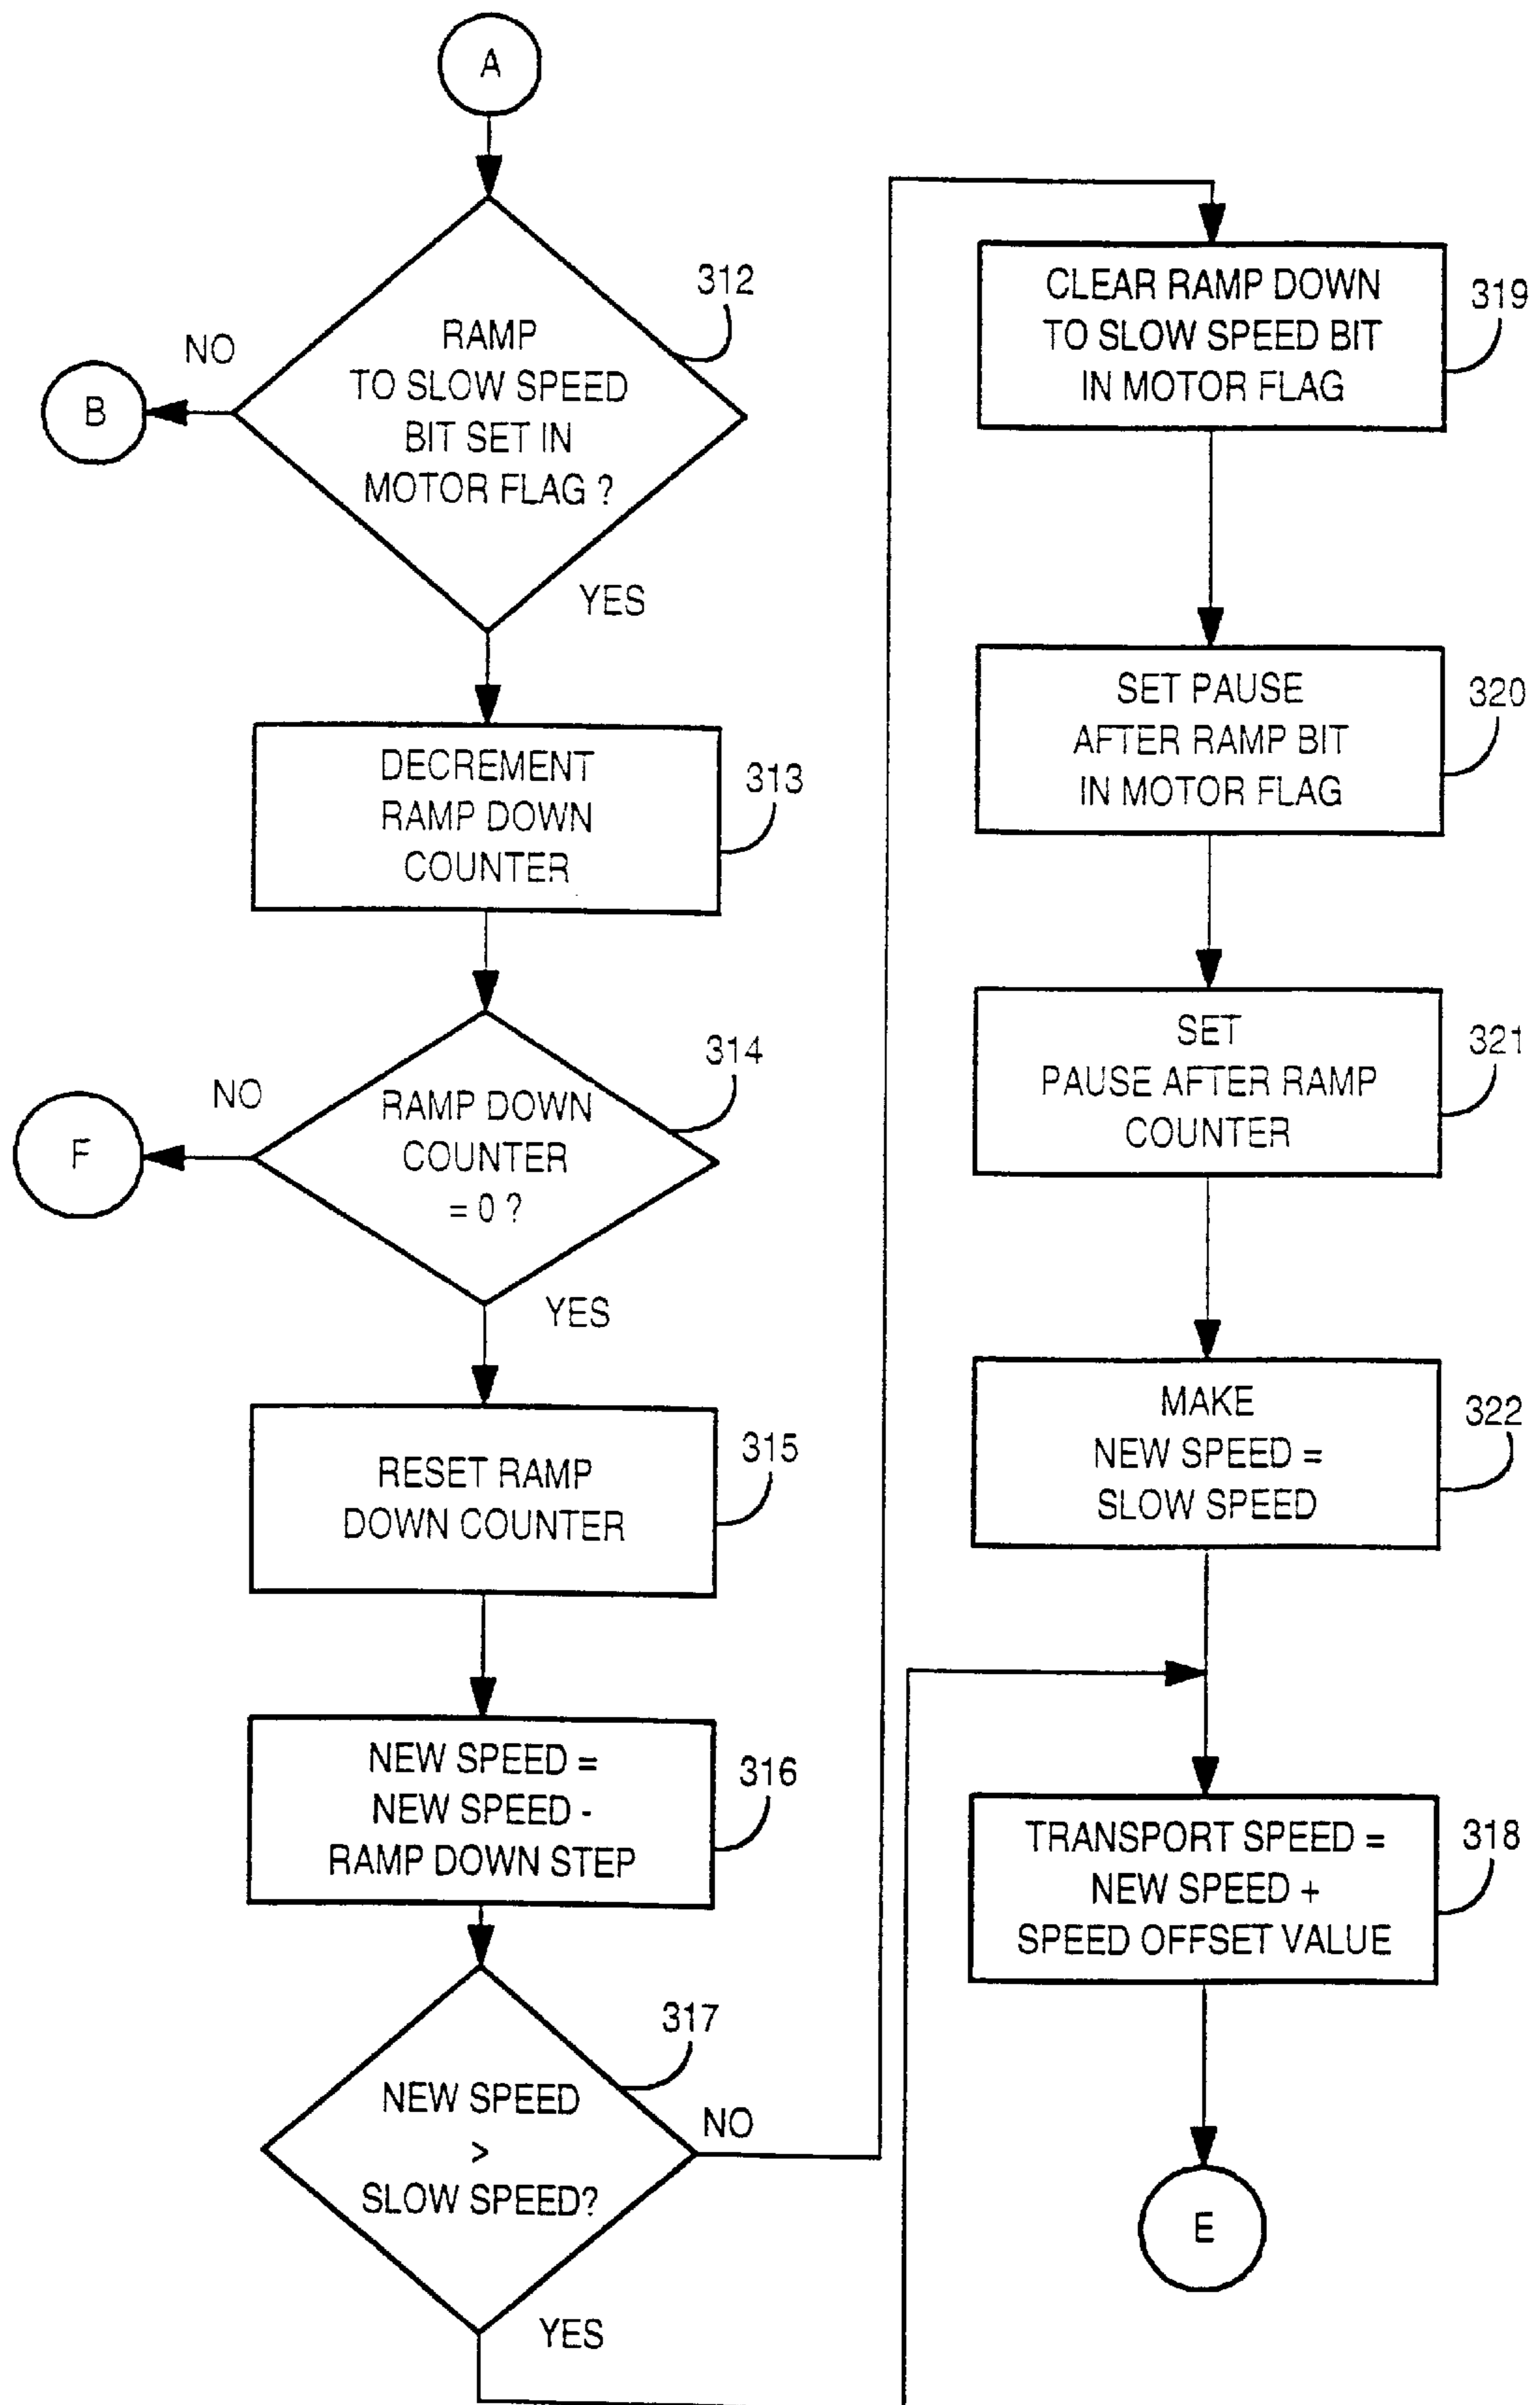 A
312
RAMP
TO SLOW SPEED
BIT SET IN
MOTOR FLAG ?
NO
B
YES
DECREMENT
RAMP DOWN
COUNTER
313
314
RAMP DOWN
COUNTER
= 0 ?
NO
F
YES
RESET RAMP
DOWN COUNTER
315
NEW SPEED =
NEW SPEED -
RAMP DOWN STEP
316
317
NEW SPEED
>
SLOW SPEED?
NO
YES
CLEAR RAMP DOWN
TO SLOW SPEED BIT
IN MOTOR FLAG
319
SET PAUSE
AFTER RAMP BIT
IN MOTOR FLAG
320
SET
PAUSE AFTER RAMP
COUNTER
321
MAKE
NEW SPEED =
SLOW SPEED
322
TRANSPORT SPEED =
NEW SPEED +
SPEED OFFSET VALUE
318
E